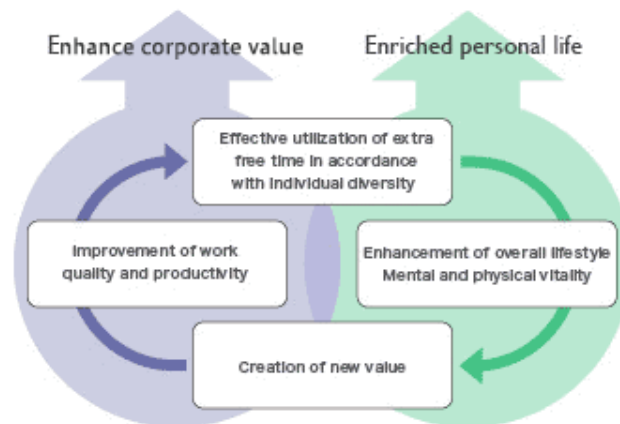 Enhance corporate value
Enriched personal life
Effective utilization of extra
free time in accordance
with individual diversity
Improvement of work
quality and productivity
Enhancement of overall lifestyle
Mental and physical vitality
Creation of new value